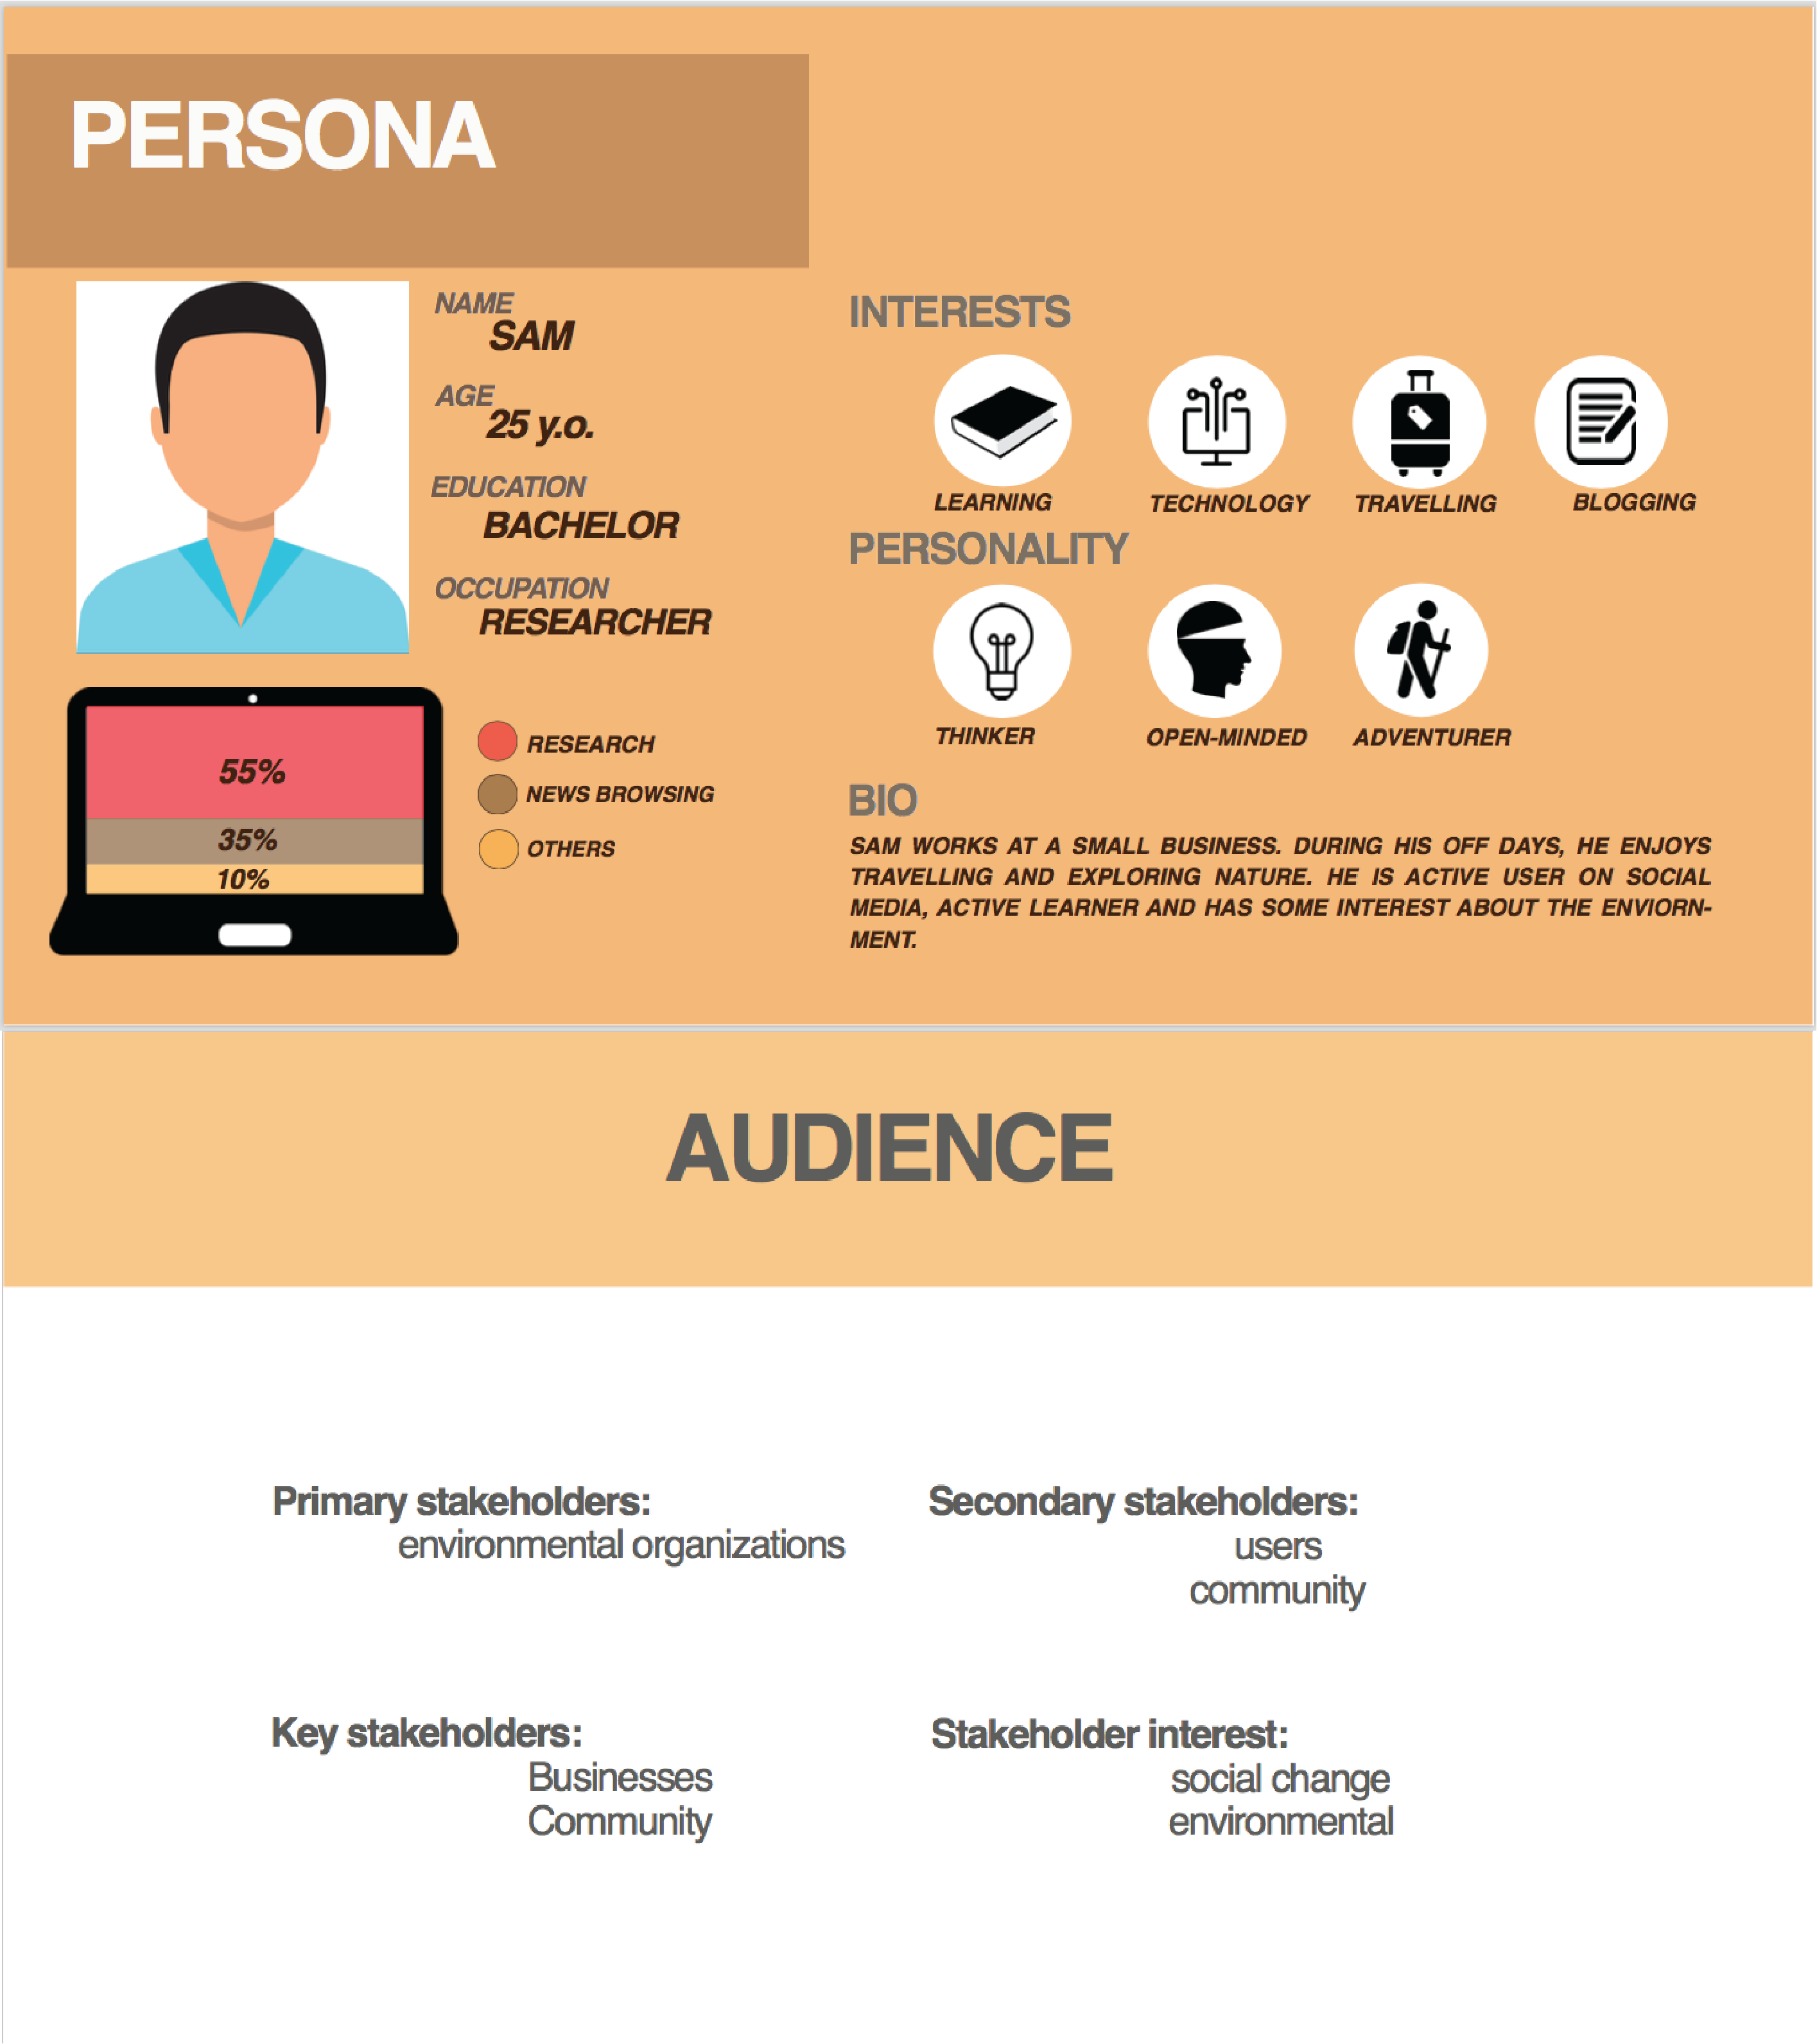 PERSONA
NAME
SAM
AGE
25 y.o.
EDUCATION
BACHELOR
OCCUPATION
RESEARCHER
55%
35%
10%
RESEARCH
NEWS BROWSING
OTHERS
INTERESTS
LEARNING
TECHNOLOGY
TRAVELLING
BLOGGING
PERSONALITY
THINKER
OPEN-MINDED
ADVENTURER
BIO
SAM WORKS AT A SMALL BUSINESS. DURING HIS OFF DAYS, HE ENJOYS
TRAVELLING AND EXPLORING NATURE. HE IS ACTIVE USER ON SOCIAL
MEDIA, ACTIVE LEARNER AND HAS SOME INTEREST ABOUT THE ENVIORN-
MENT.
AUDIENCE
Primary stakeholders:
environmental organizations
Secondary stakeholders:
users
community
Key stakeholders:
Businesses
Community
Stakeholder interest:
social change
environmental